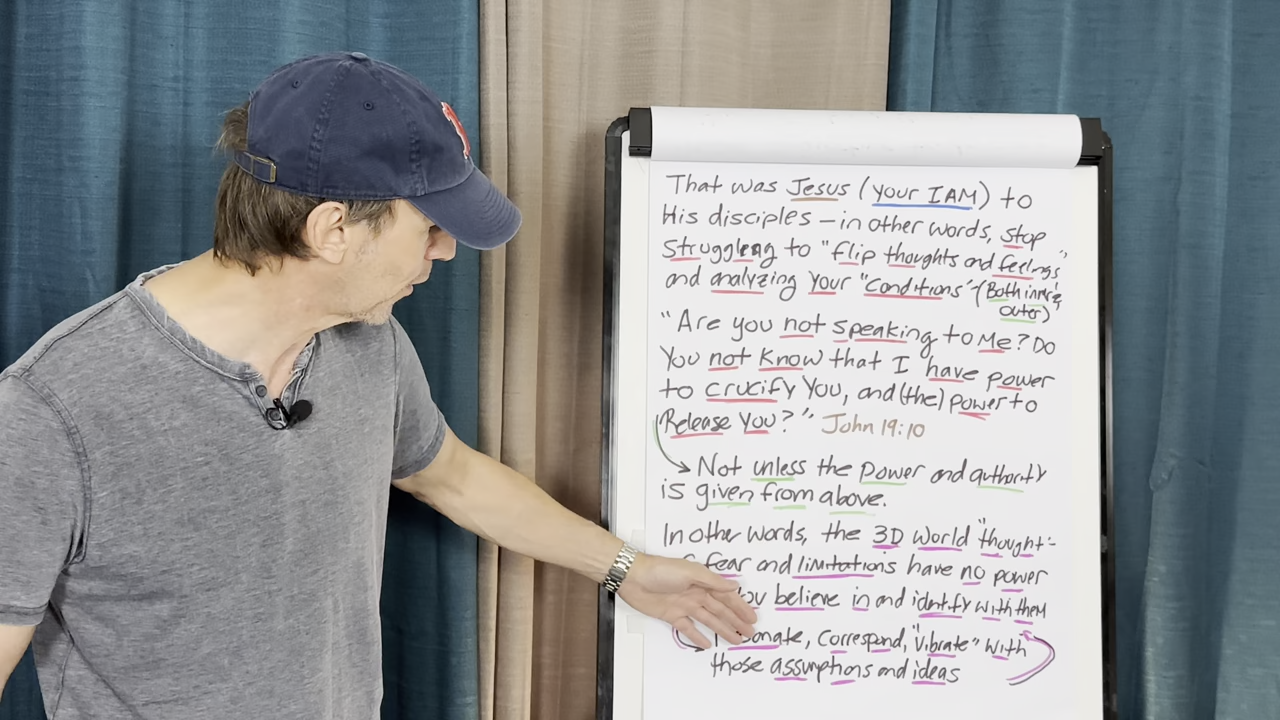 That was Jesus (your I AM) to
His disciples – in other words, stop
struggling to "flip thoughts and feelings"
and analyzing your "conditions" (Both inner &
outer)
"Are you not speaking to Me? Do
You not know that I have power
to crucify You, and (the) power to
Release You?" John 19:10
Not unless the power and authority
is given from above.
In other words, the 3D world "thought-
fear and limitations have no power
believe in and identify with them
Resonate, correspond, "vibrate" with
those assumptions and ideas